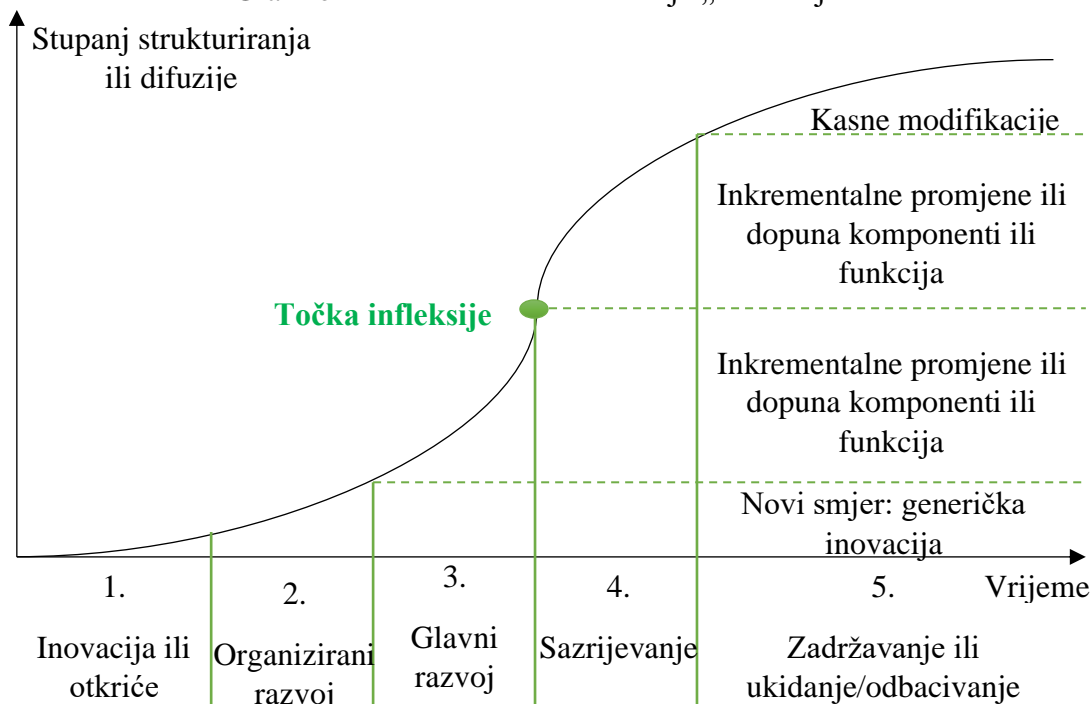 Stupanj strukturiranja
ili difuzije
Kasne modifikacije
Inkrementalne promjene ili
dopuna komponenti ili
funkcija
Točka infleksije
Inkrementalne promjene ili
dopuna komponenti ili
funkcija
Novi smjer: generička
inovacija
1.
2.
3.
4.
5.
Vrijeme
Inovacija ili
otkriće
Organizirani
razvoj
Glavni
razvoj
Sazrijevanje
Zadržavanje ili
ukidanje/odbacivanje